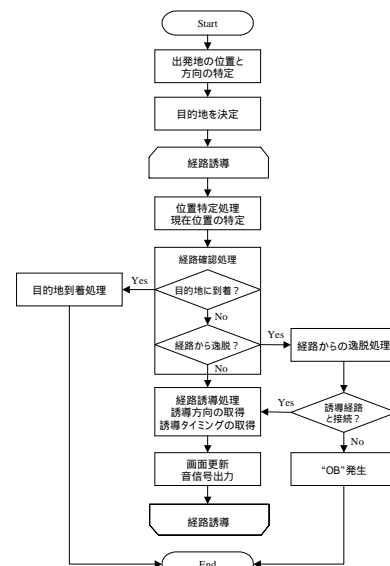 Start
出発地の位置と
方向の特定
目的地を決定
経路誘導
位置特定処理
現在位置の特定
経路確認処理
目的地に到着？
Yes
目的地到着処理
No
経路から逸脱？
Yes
経路からの逸脱処理
No
誘導経路
と接続？
Yes
No
"OB"発生
経路誘導処理
誘導方向の取得
誘導タイミングの取得
画面更新
音信号出力
経路誘導
End